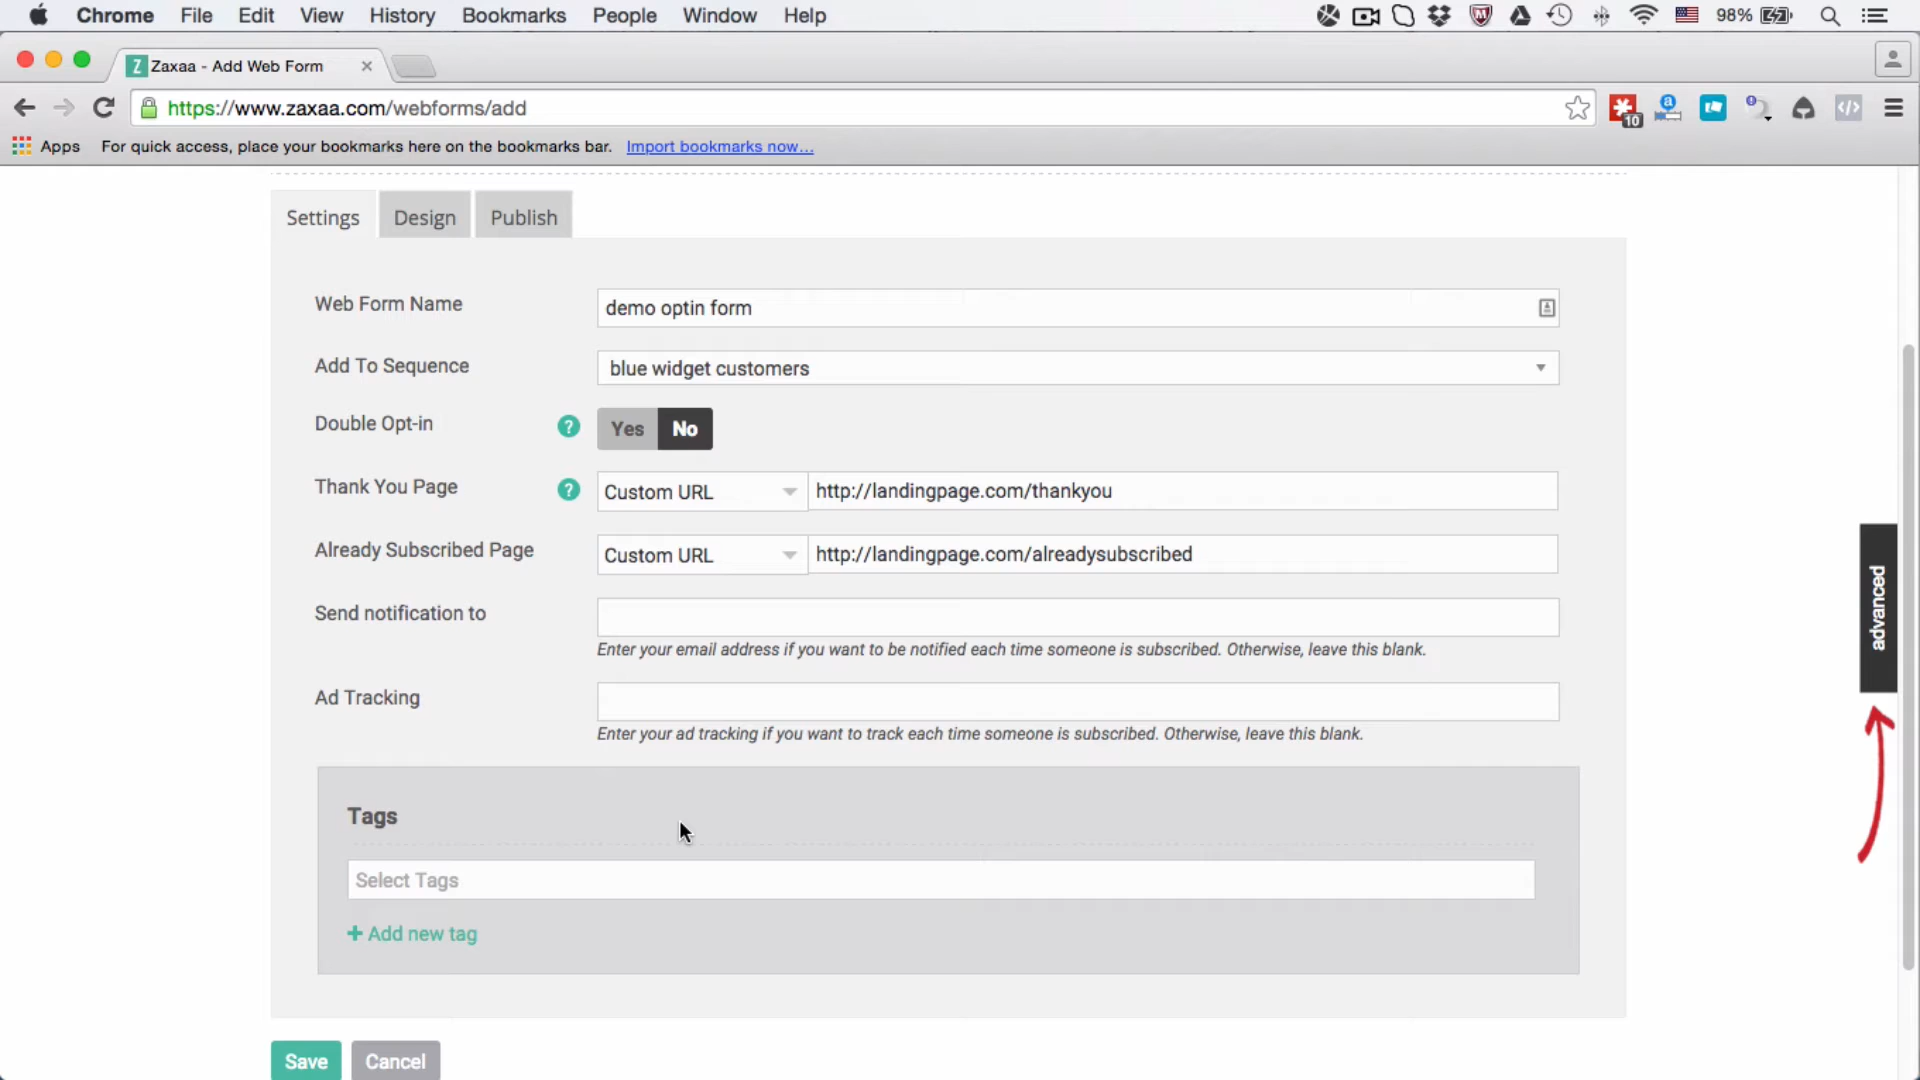 Chrome File Edit View History Bookmarks People Window Help 98%
Zaxaa - Add Web Form
https://www.zaxaa.com/webforms/add
10
Apps For quick access, place your bookmarks here on the bookmarks bar. Import bookmarks now...
Settings Design Publish
Web Form Name demo optin form
Add To Sequence blue widget customers
Double Opt-in ? Yes No
Thank You Page ? Custom URL http://landingpage.com/thankyou
Already Subscribed Page Custom URL http://landingpage.com/alreadysubscribed
advanced
Send notification to
Enter your email address if you want to be notified each time someone is subscribed. Otherwise, leave this blank.
Ad Tracking
Enter your ad tracking if you want to track each time someone is subscribed. Otherwise, leave this blank.
Tags
Select Tags
+ Add new tag
Save Cancel